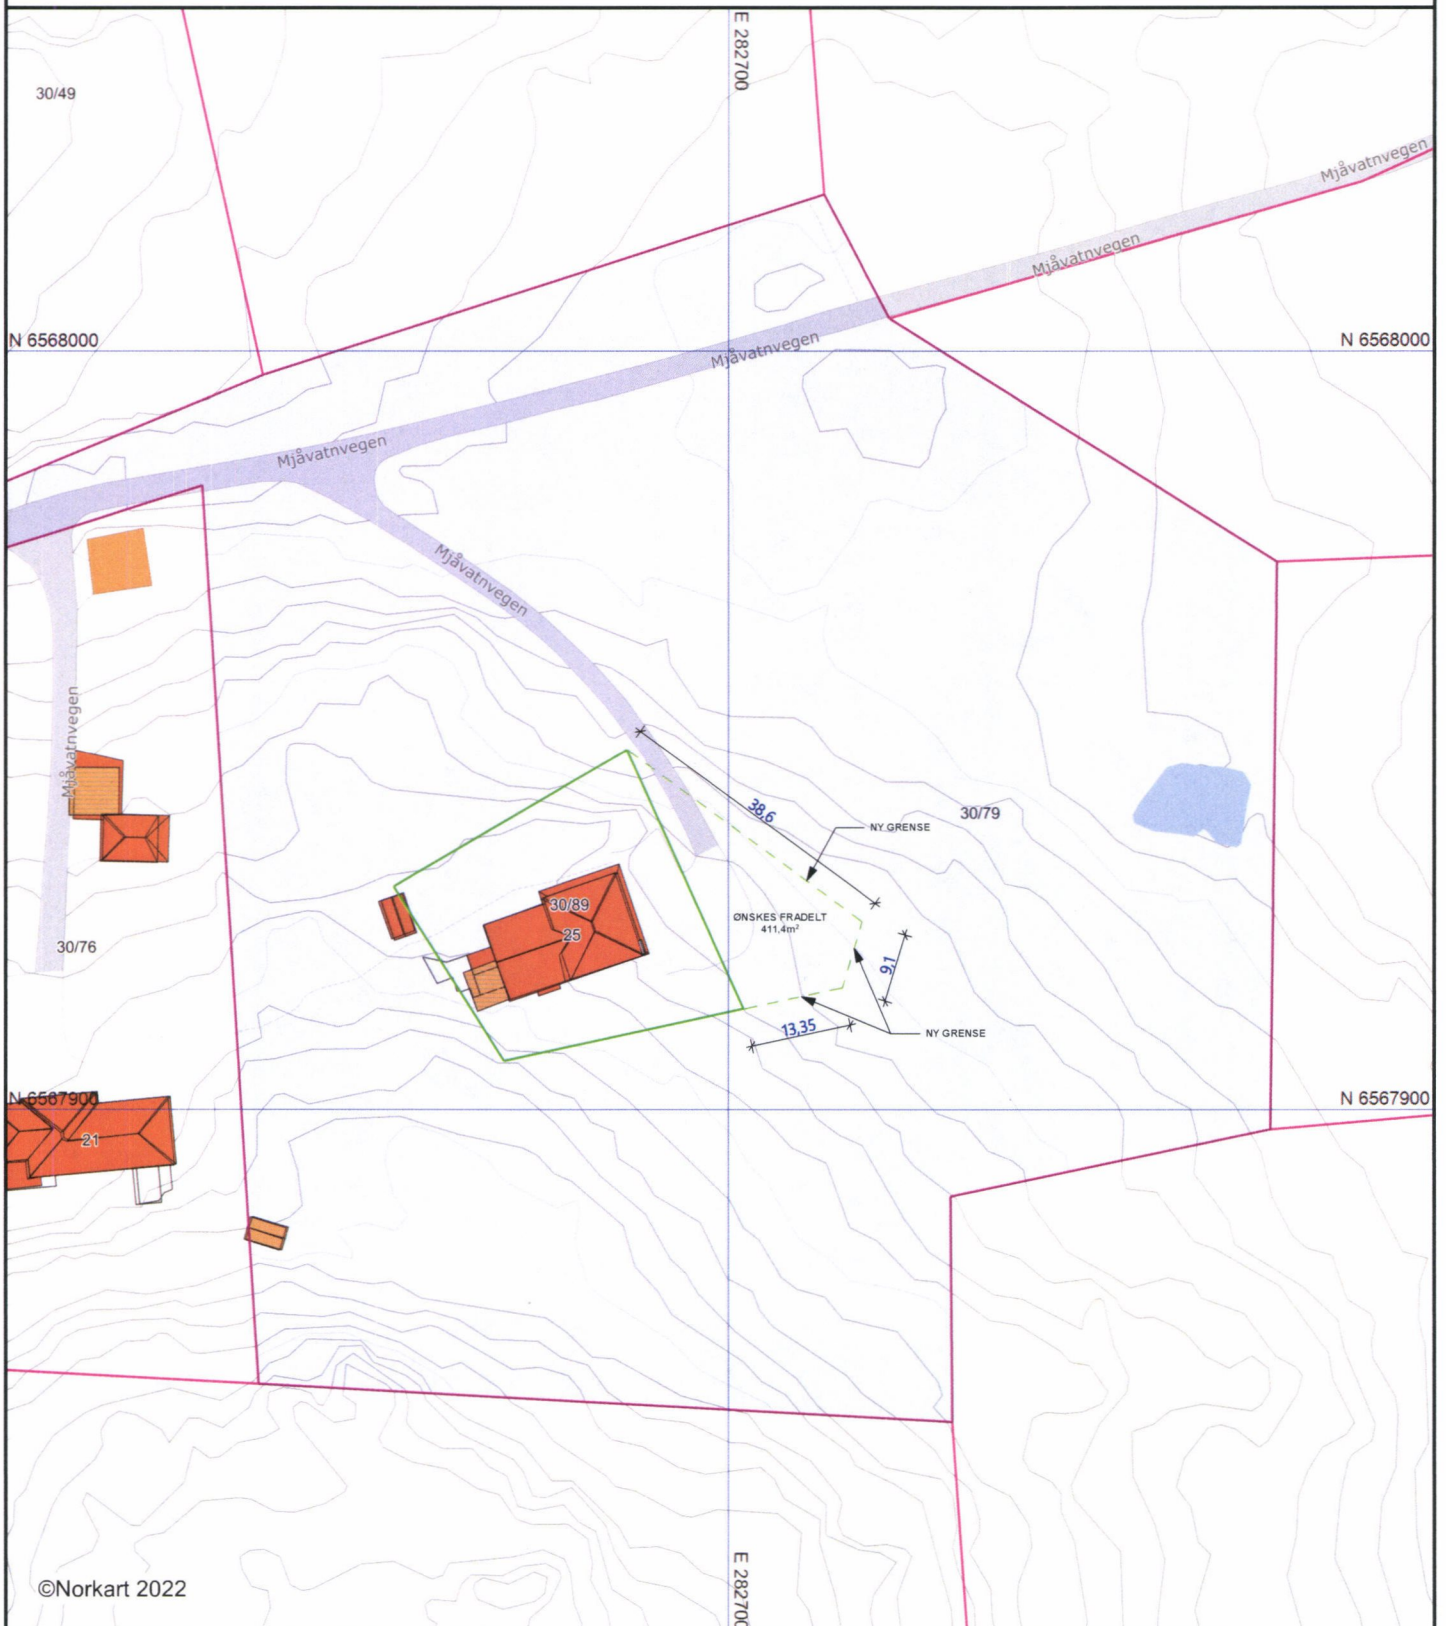 E 282700
30/49
Mjåvatnvegen
Mjåvatnvegen
N 6568000
Mjåvatnvegen
N 6568000
Mjåvatnvegen
Mjåvatnvegen
Mjåvatnvegen
38,6
NY GRENSE
30/79
30/89
25
ØNSKES FRADELT
411,4m²
30/76
9,1
13,35
NY GRENSE
N 6567900
N 6567900
21
E 282700
©Norkart 2022